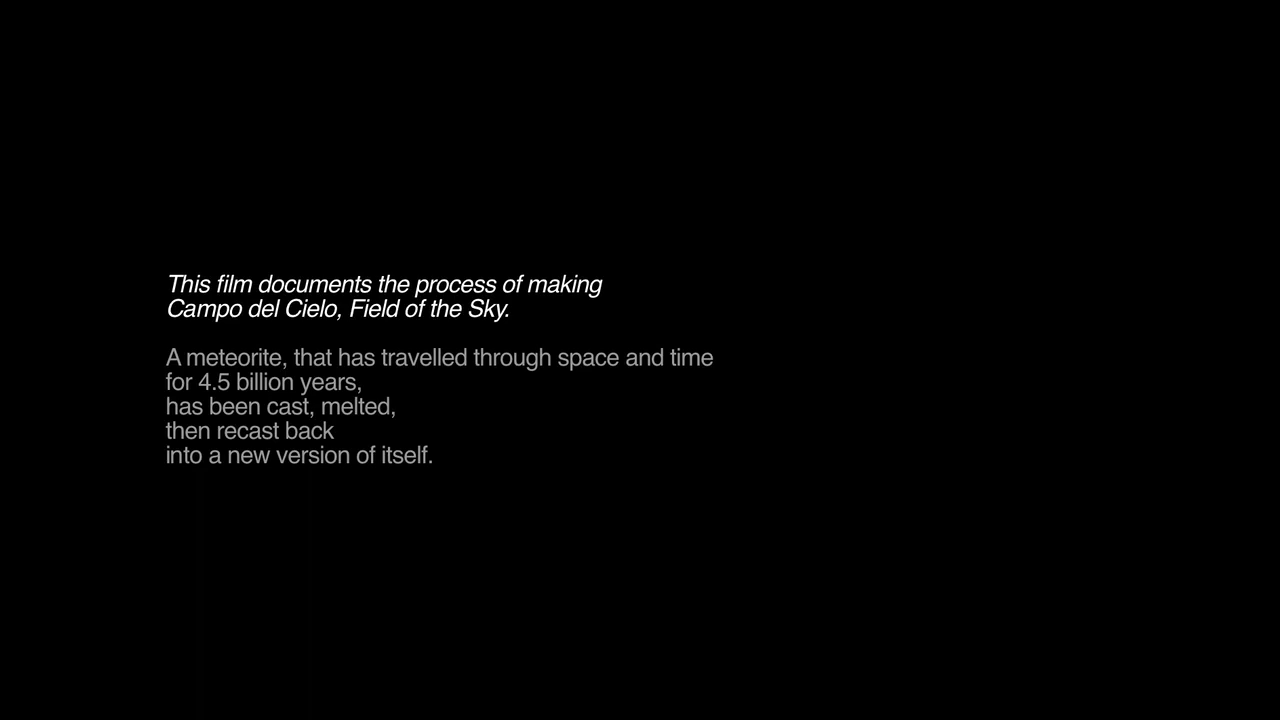 This film documents the process of making
Campo del Cielo, Field of the Sky.
A meteorite, that has travelled through space and time
for 4.5 billion years,
has been cast, melted,
then recast back
into a new version of itself.